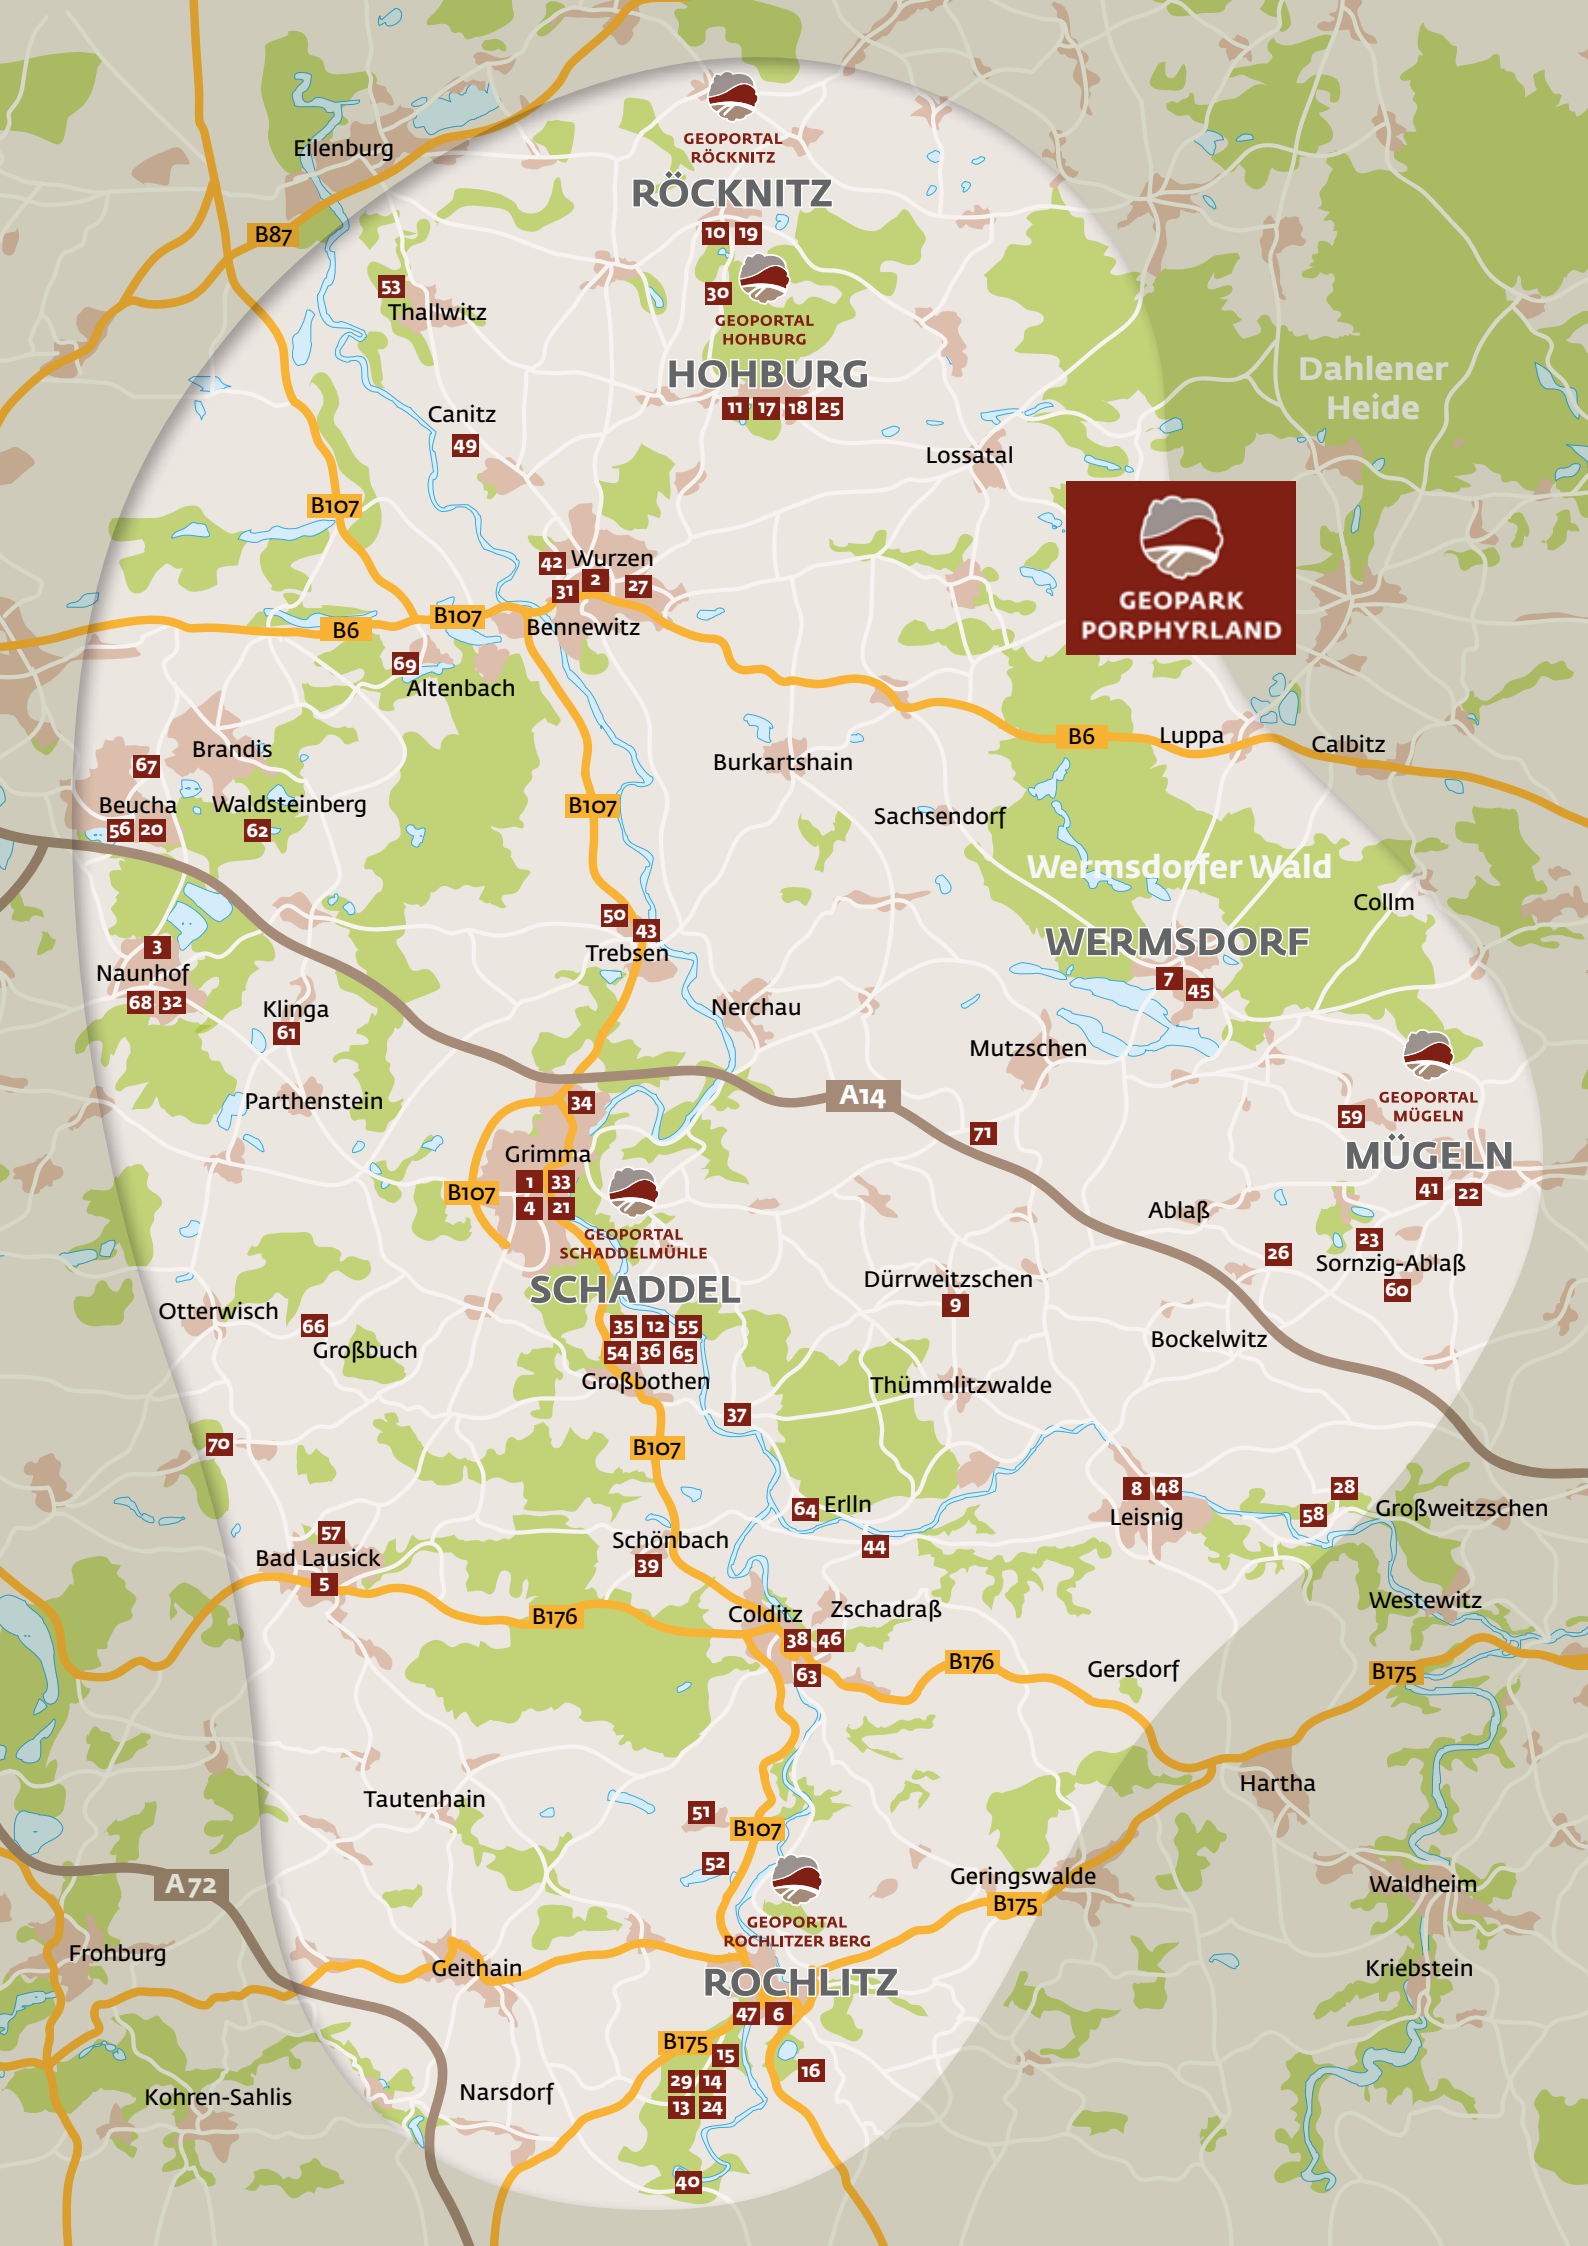 Eilenburg
GEOPORTAL
RÖCKNITZ
RÖCKNITZ
B87
10 19
53
Thallwitz
30
GEOPORTAL
HOHBURG
HOHBURG
11 17 18 25
Dahlener
Heide
Canitz
49
Lossatal
B107
GEOPARK
PORPHYRLAND
42 Wurzen
31 2 27
B6
B107
Bennewitz
69
Altenbach
Brandis
67
Burkartshain
B6
Luppa
Calbitz
Beucha
56 20
Waldsteinberg
62
B107
Sachsendorf
Wermsdorfer Wald
Collm
50
43
Trebsen
WERMSDORF
7
45
3
Naunhof
68 32
Klinga
61
Nerchau
Mutzschen
Parthenstein
34
A14
71
59
GEOPORTAL
MÜGELN
MÜGELN
41 22
Grimma
1 33
4 21
B107
GEOPORTAL
SCHADDELMÜHLE
SCHADDEL
35 12 55
54 36 65
Großbothen
Ablaß
26
23
Sornzig-Ablaß
60
Dürrweitzschen
9
Otterwisch
66
Großbuch
Bockelwitz
Thümmlitzwalde
37
70
B107
64 Erlln
44
8 48
Leisnig
28
58
Großweitzschen
57
Bad Lausick
5
Schönbach
39
B176
Colditz
Zschadraß
38 46
63
B176
Gersdorf
Westewitz
B175
Hartha
Tautenhain
51
B107
52
GEOPORTAL
ROCHLITZER BERG
ROCHLITZ
47 6
Geringswalde
B175
Waldheim
A72
Frohburg
Geithain
Kriebstein
B175
15
29 14
13 24
16
Kohren-Sahlis
Narsdorf
40